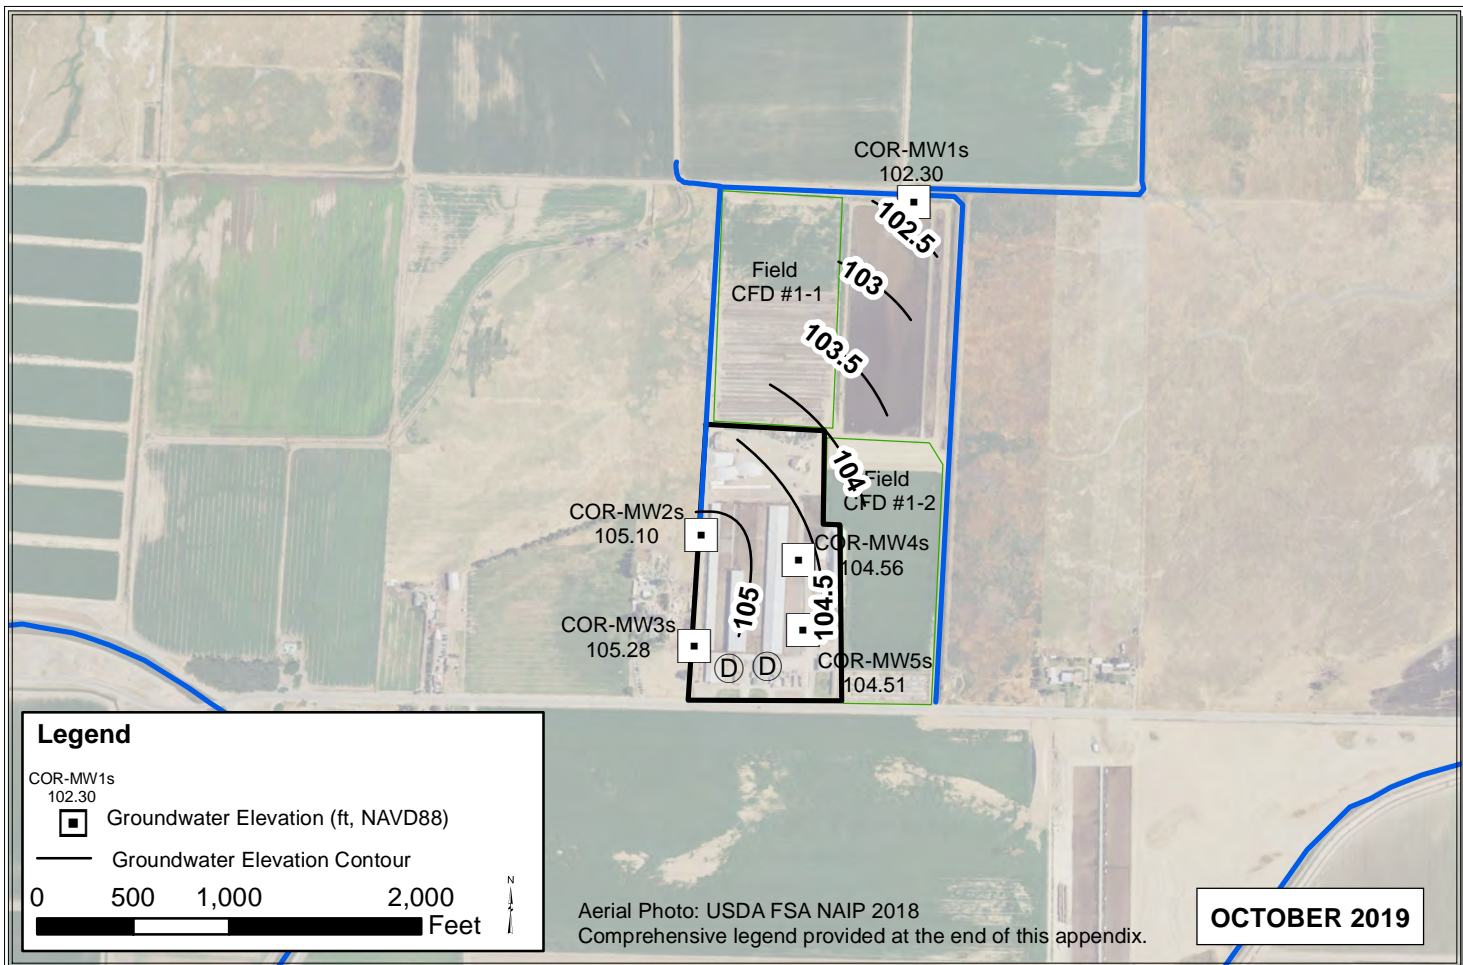 COR-MW1s
102.30
102.5
103
Field
CFD #1-1
103.5
104
Field
CFD #1-2
COR-MW2s
105.10
COR-MW4s
104.56
105
104.5
COR-MW3s
105.28
D
D
COR-MW5s
104.51
Legend
COR-MW1s
102.30
Groundwater Elevation (ft, NAVD88)
Groundwater Elevation Contour
0 500 1,000 2,000
Feet
N
Aerial Photo: USDA FSA NAIP 2018
Comprehensive legend provided at the end of this appendix.
OCTOBER 2019